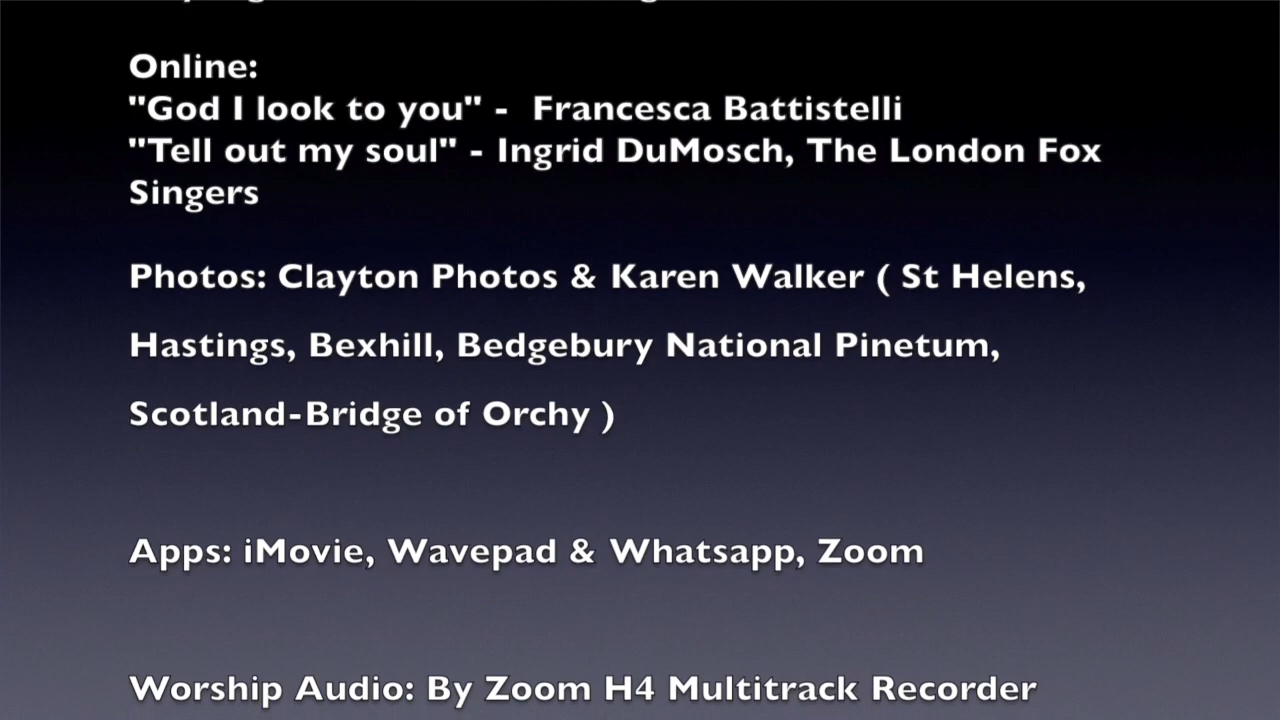 Online:
"God I look to you" -  Francesca Battistelli
"Tell out my soul" - Ingrid DuMosch, The London Fox
Singers
Photos: Clayton Photos & Karen Walker ( St Helens,
Hastings, Bexhill, Bedgebury National Pinetum,
Scotland-Bridge of Orchy )
Apps: iMovie, Wavepad & Whatsapp, Zoom
Worship Audio: By Zoom H4 Multitrack Recorder